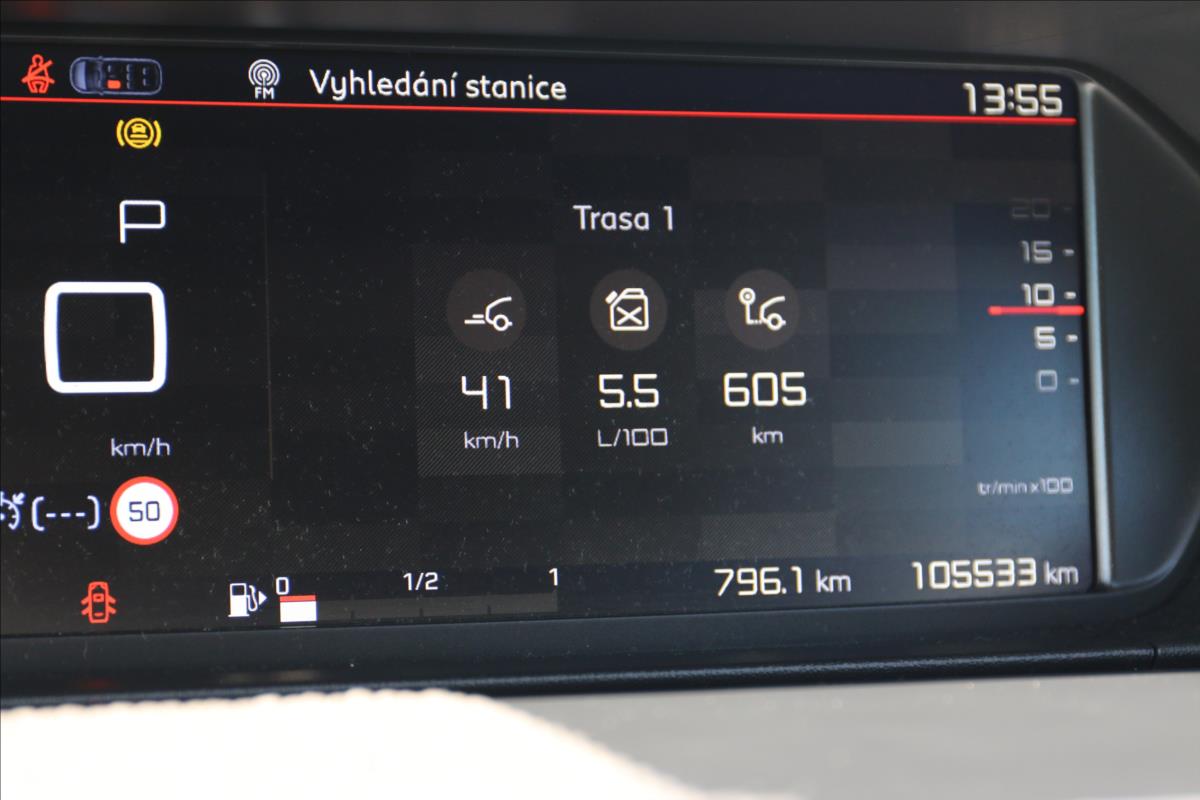 FM Vyhledání stanice 13:55
P
Trasa 1
20
15
10
5
0
41 5.5 605
km/h L/100 km
km/h
tr/min x100
(---) 50
0 1/2 1
796.1 km 105533 km